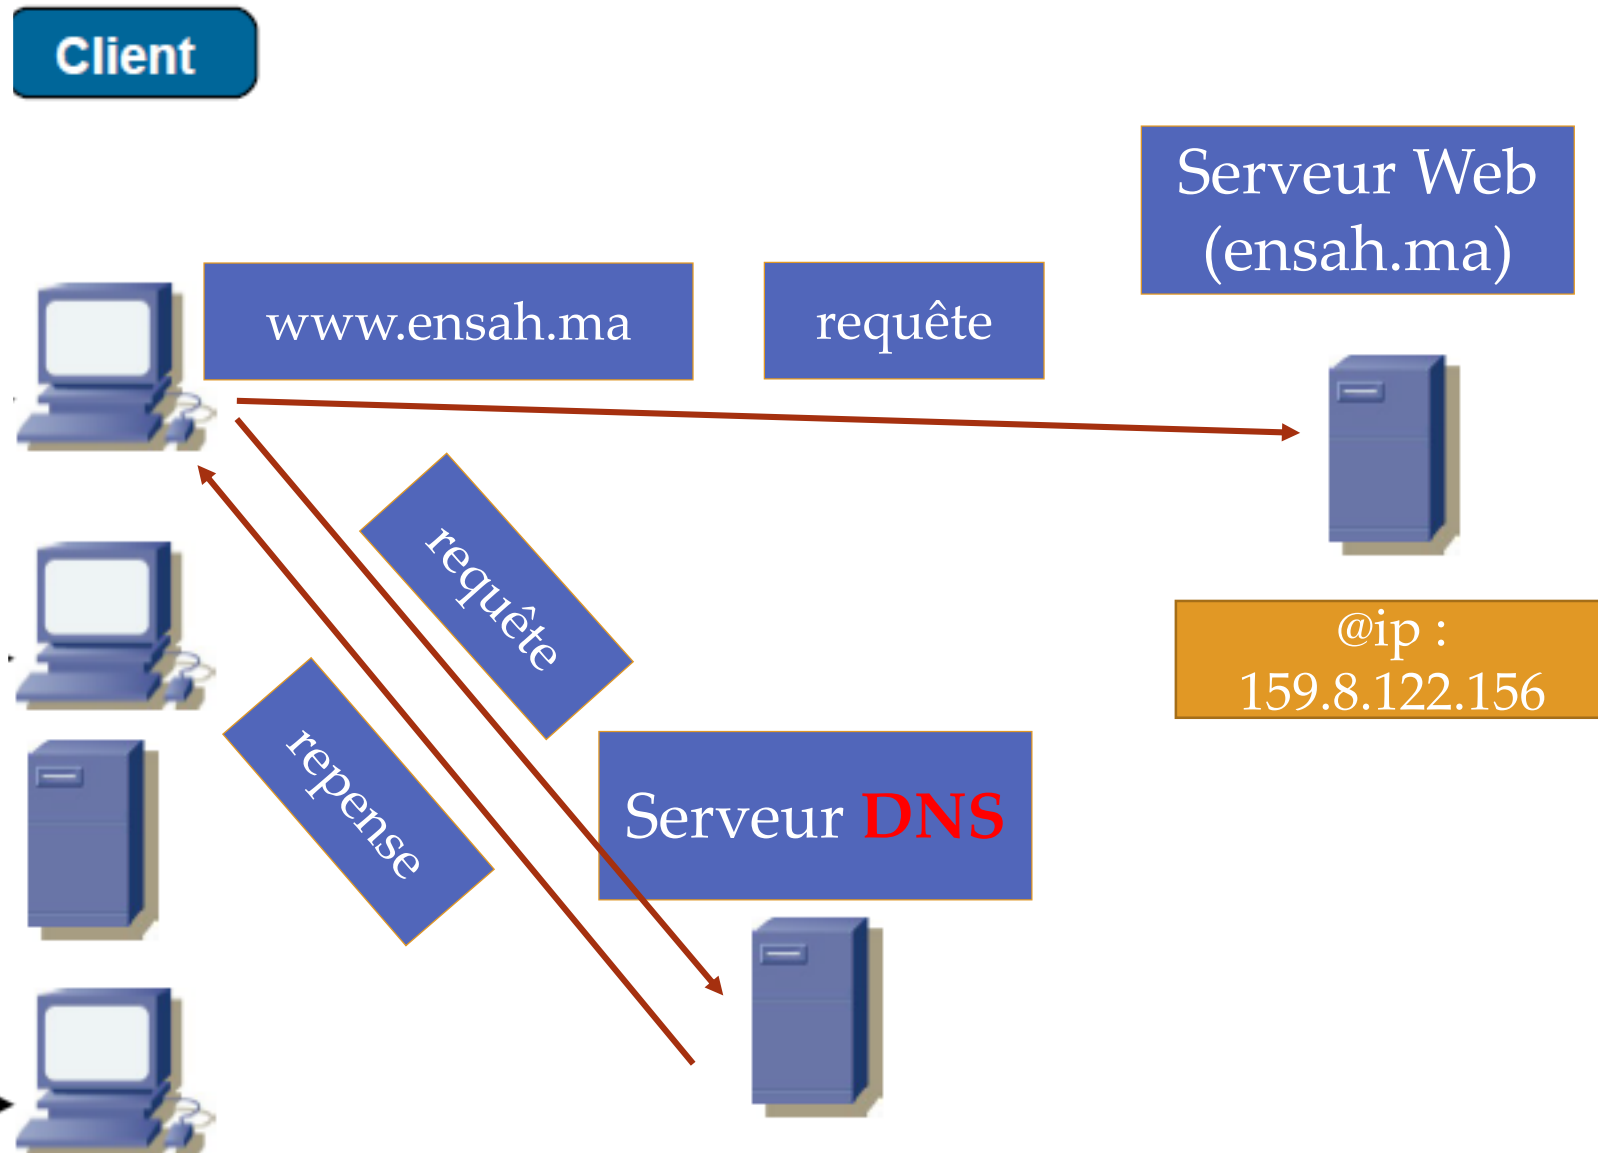 Client
Serveur Web
(ensah.ma)
www.ensah.ma
requête
requête
@ip :
159.8.122.156
repense
Serveur DNS